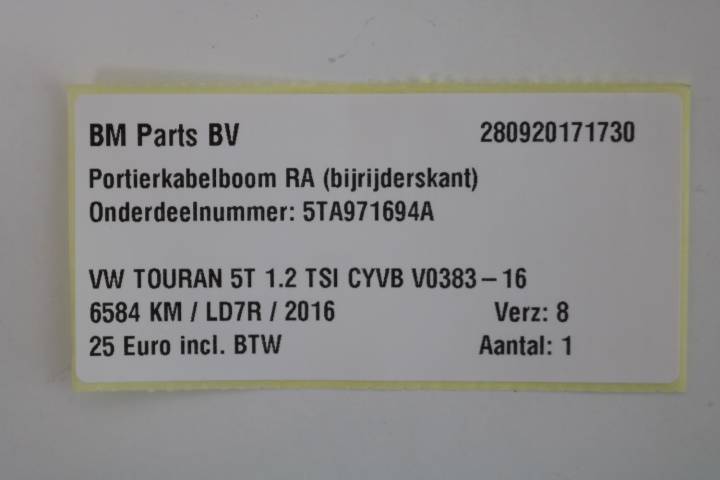 BM Parts BV 280920171730
Portierkabelboom RA (bijrijderskant)
Onderdeelnummer: 5TA971694A
VW TOURAN 5T 1.2 TSI CYVB V0383-16
6584 KM / LD7R / 2016 Verz: 8
25 Euro incl. BTW Aantal: 1